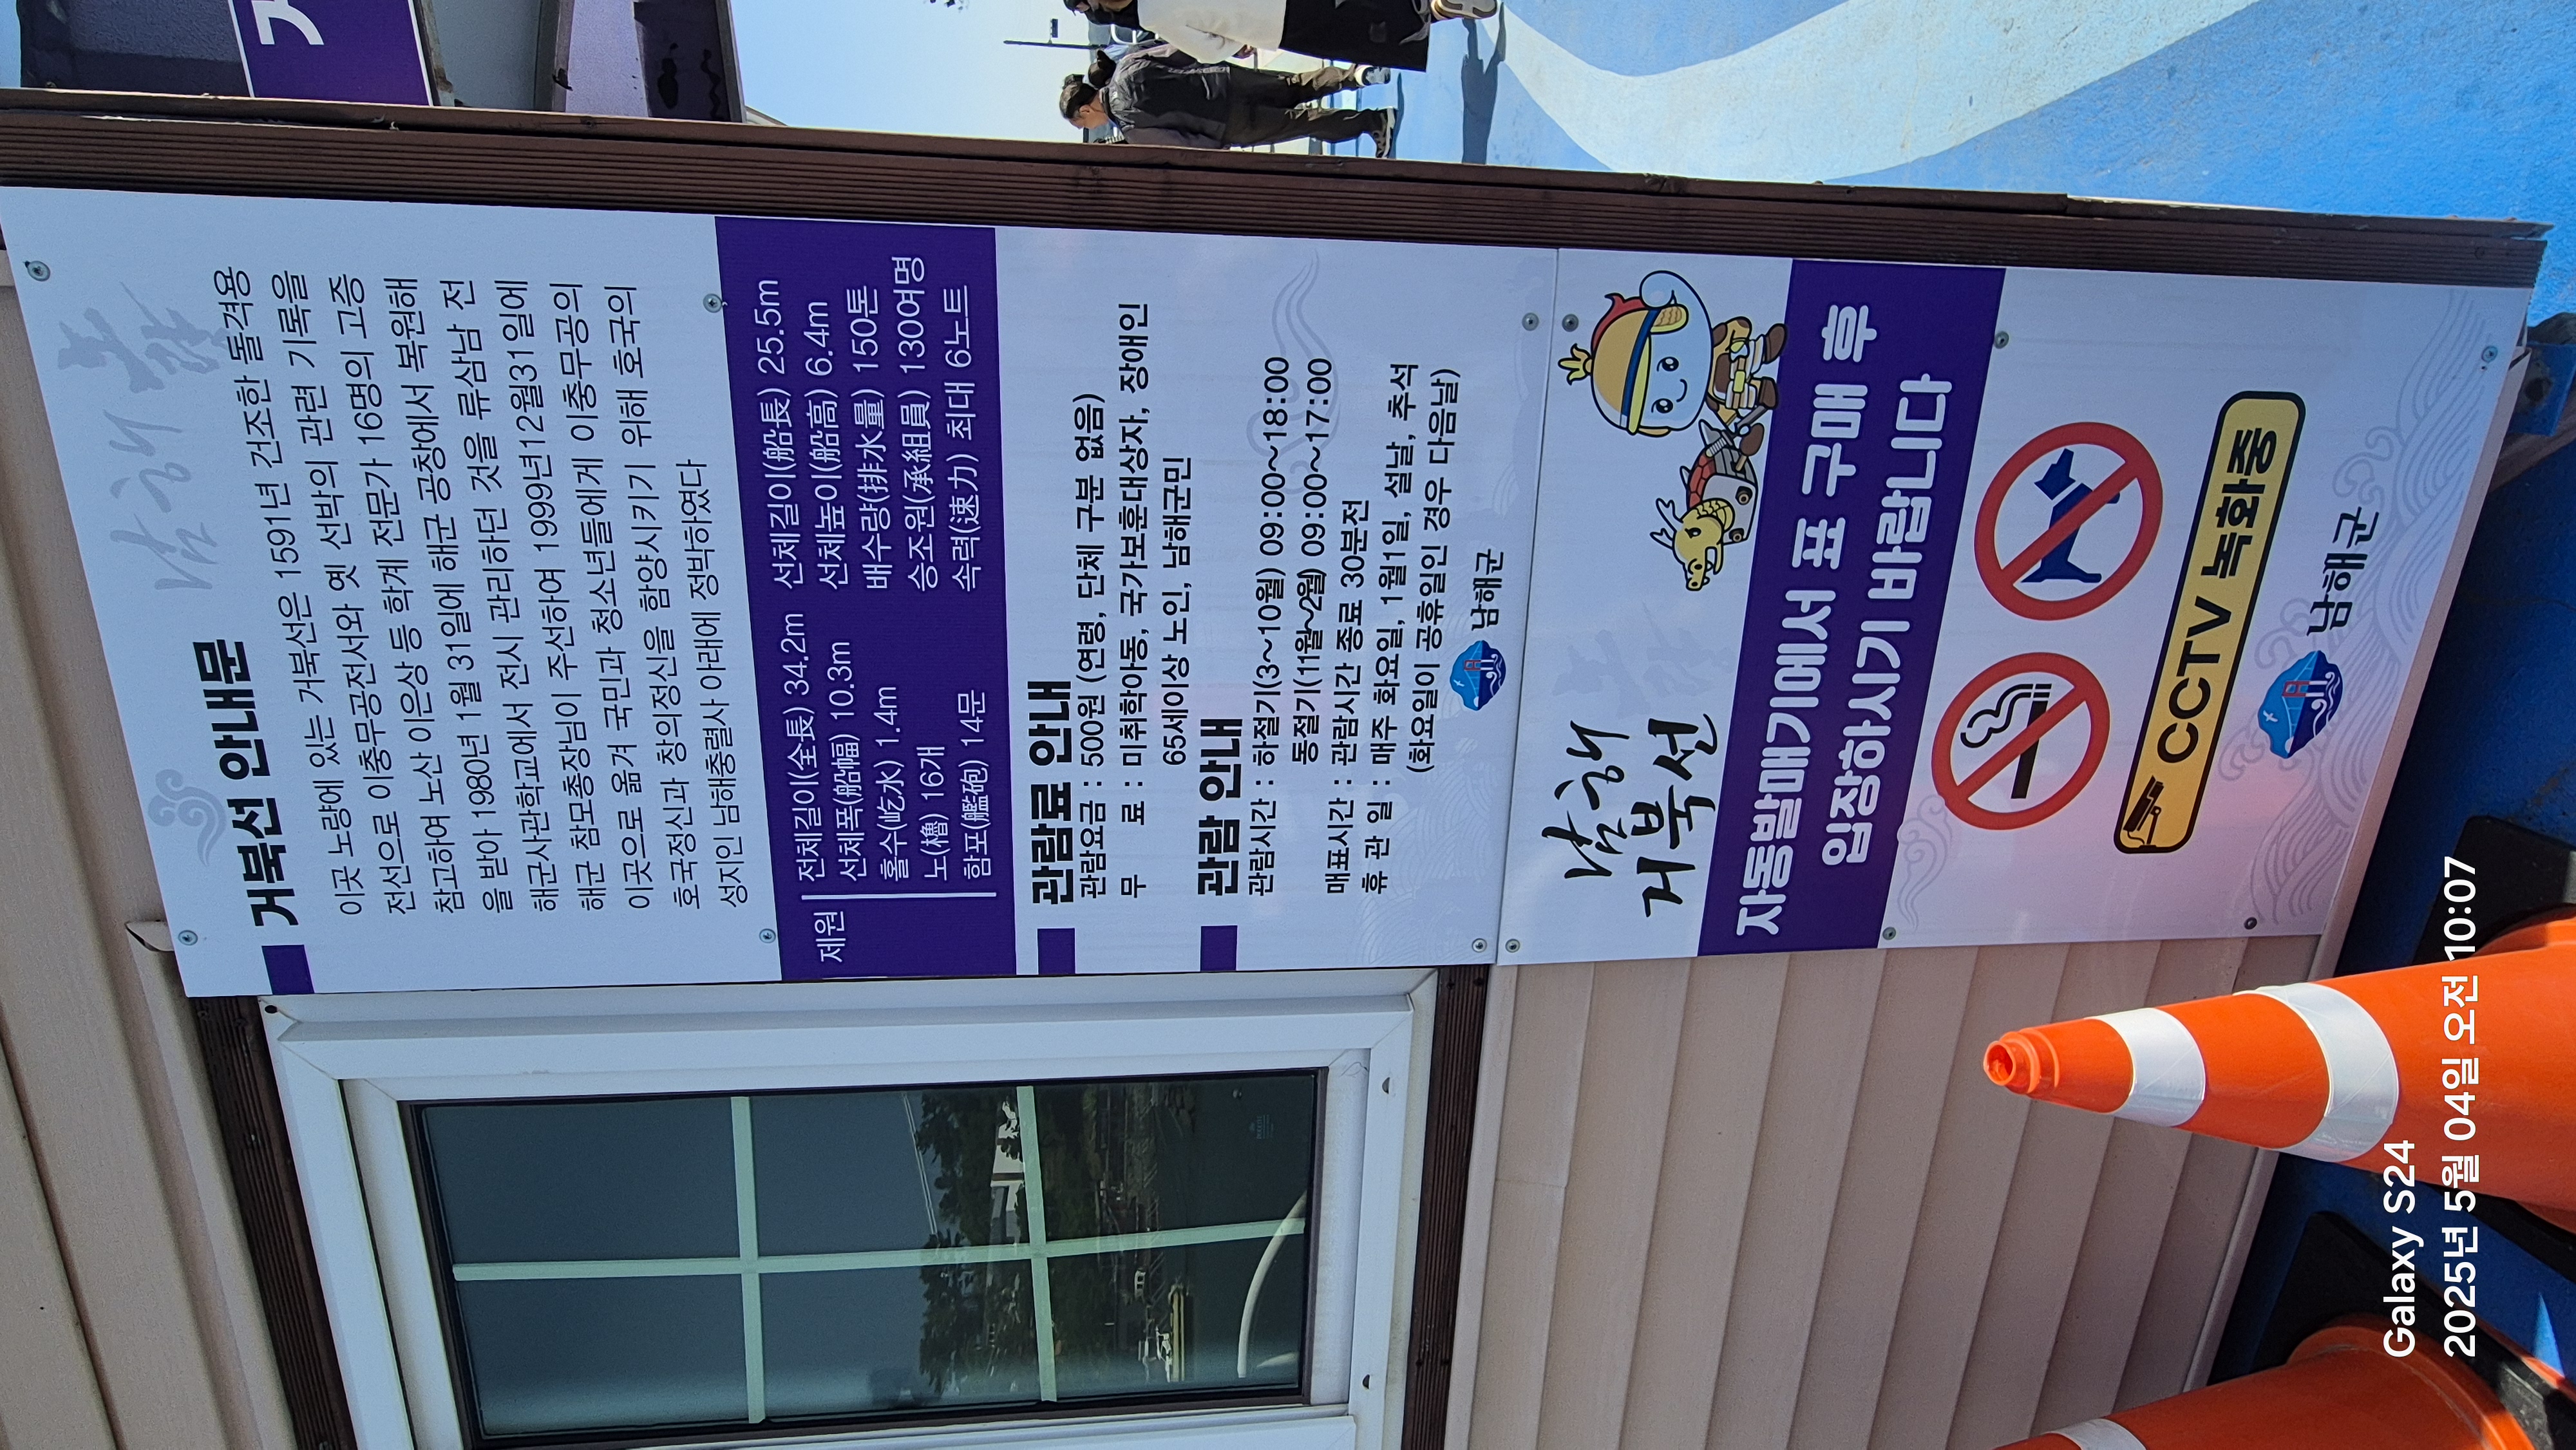 남해
거북선 안내문
이곳 노량에 있는 거북선은 1591년 건조한 돌격용
전선으로 이충무공전서와 옛 선박의 관련 기록을
참고하여 노산 이은상 등 학계 전문가 16명의 고증
을 받아 1980년 1월 31일에 해군 공창에서 복원해
해군사관학교에서 전시 관리하던 것을 류삼남 전
해군 참모총장님이 주선하여 1999년12월31일에
이곳으로 옮겨 국민과 청소년들에게 이충무공의
호국정신과 창의정신을 함양시키기 위해 호국의
성지인 남해충렬사 아래에 정박하였다
제원
전체길이(全長) 34.2m 선체길이(船長) 25.5m
선체폭(船幅) 10.3m 선체높이(船高) 6.4m
홀수(屹水) 1.4m 배수량(排水量) 150톤
노(櫓) 16개 승조원(承組員) 130여명
함포(艦砲) 14문 속력(速力) 최대 6노트
관람료 안내
관람요금 : 500원 (연령, 단체 구분 없음)
무 료 : 미취학아동, 국가보훈대상자, 장애인
65세이상 노인, 남해군민
관람 안내
관람시간 : 하절기(3~10월) 09:00~18:00
동절기(11월~2월) 09:00~17:00
매표시간 : 관람시간 종료 30분전
휴 관 일 : 매주 화요일, 1월1일, 설날, 추석
(화요일이 공휴일인 경우 다음날)
남해군
남해
거북선
자동발매기에서 표 구매 후
입장하시기 바랍니다
CCTV 녹화중
남해군
Galaxy S24
2025년 5월 04일 오전 10:07